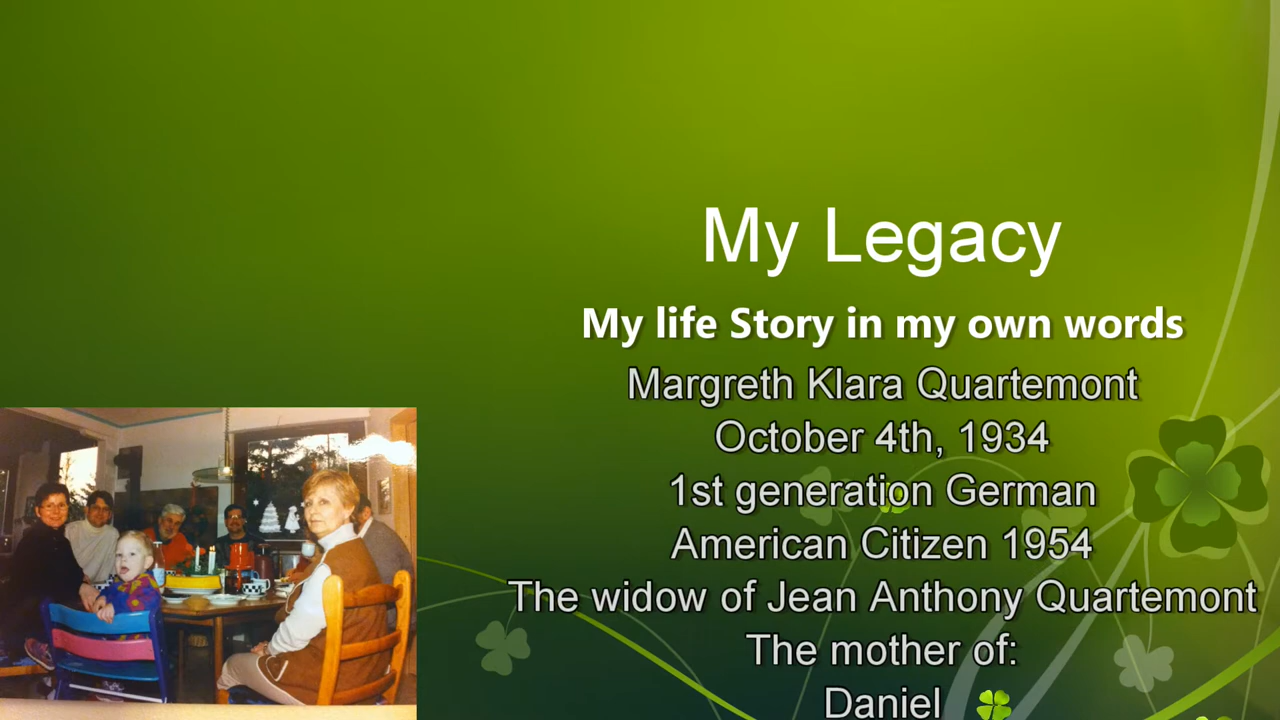 My Legacy
My life Story in my own words
Margreth Klara Quartemont
October 4th, 1934
1st generation German
American Citizen 1954
The widow of Jean Anthony Quartemont
The mother of:
Daniel